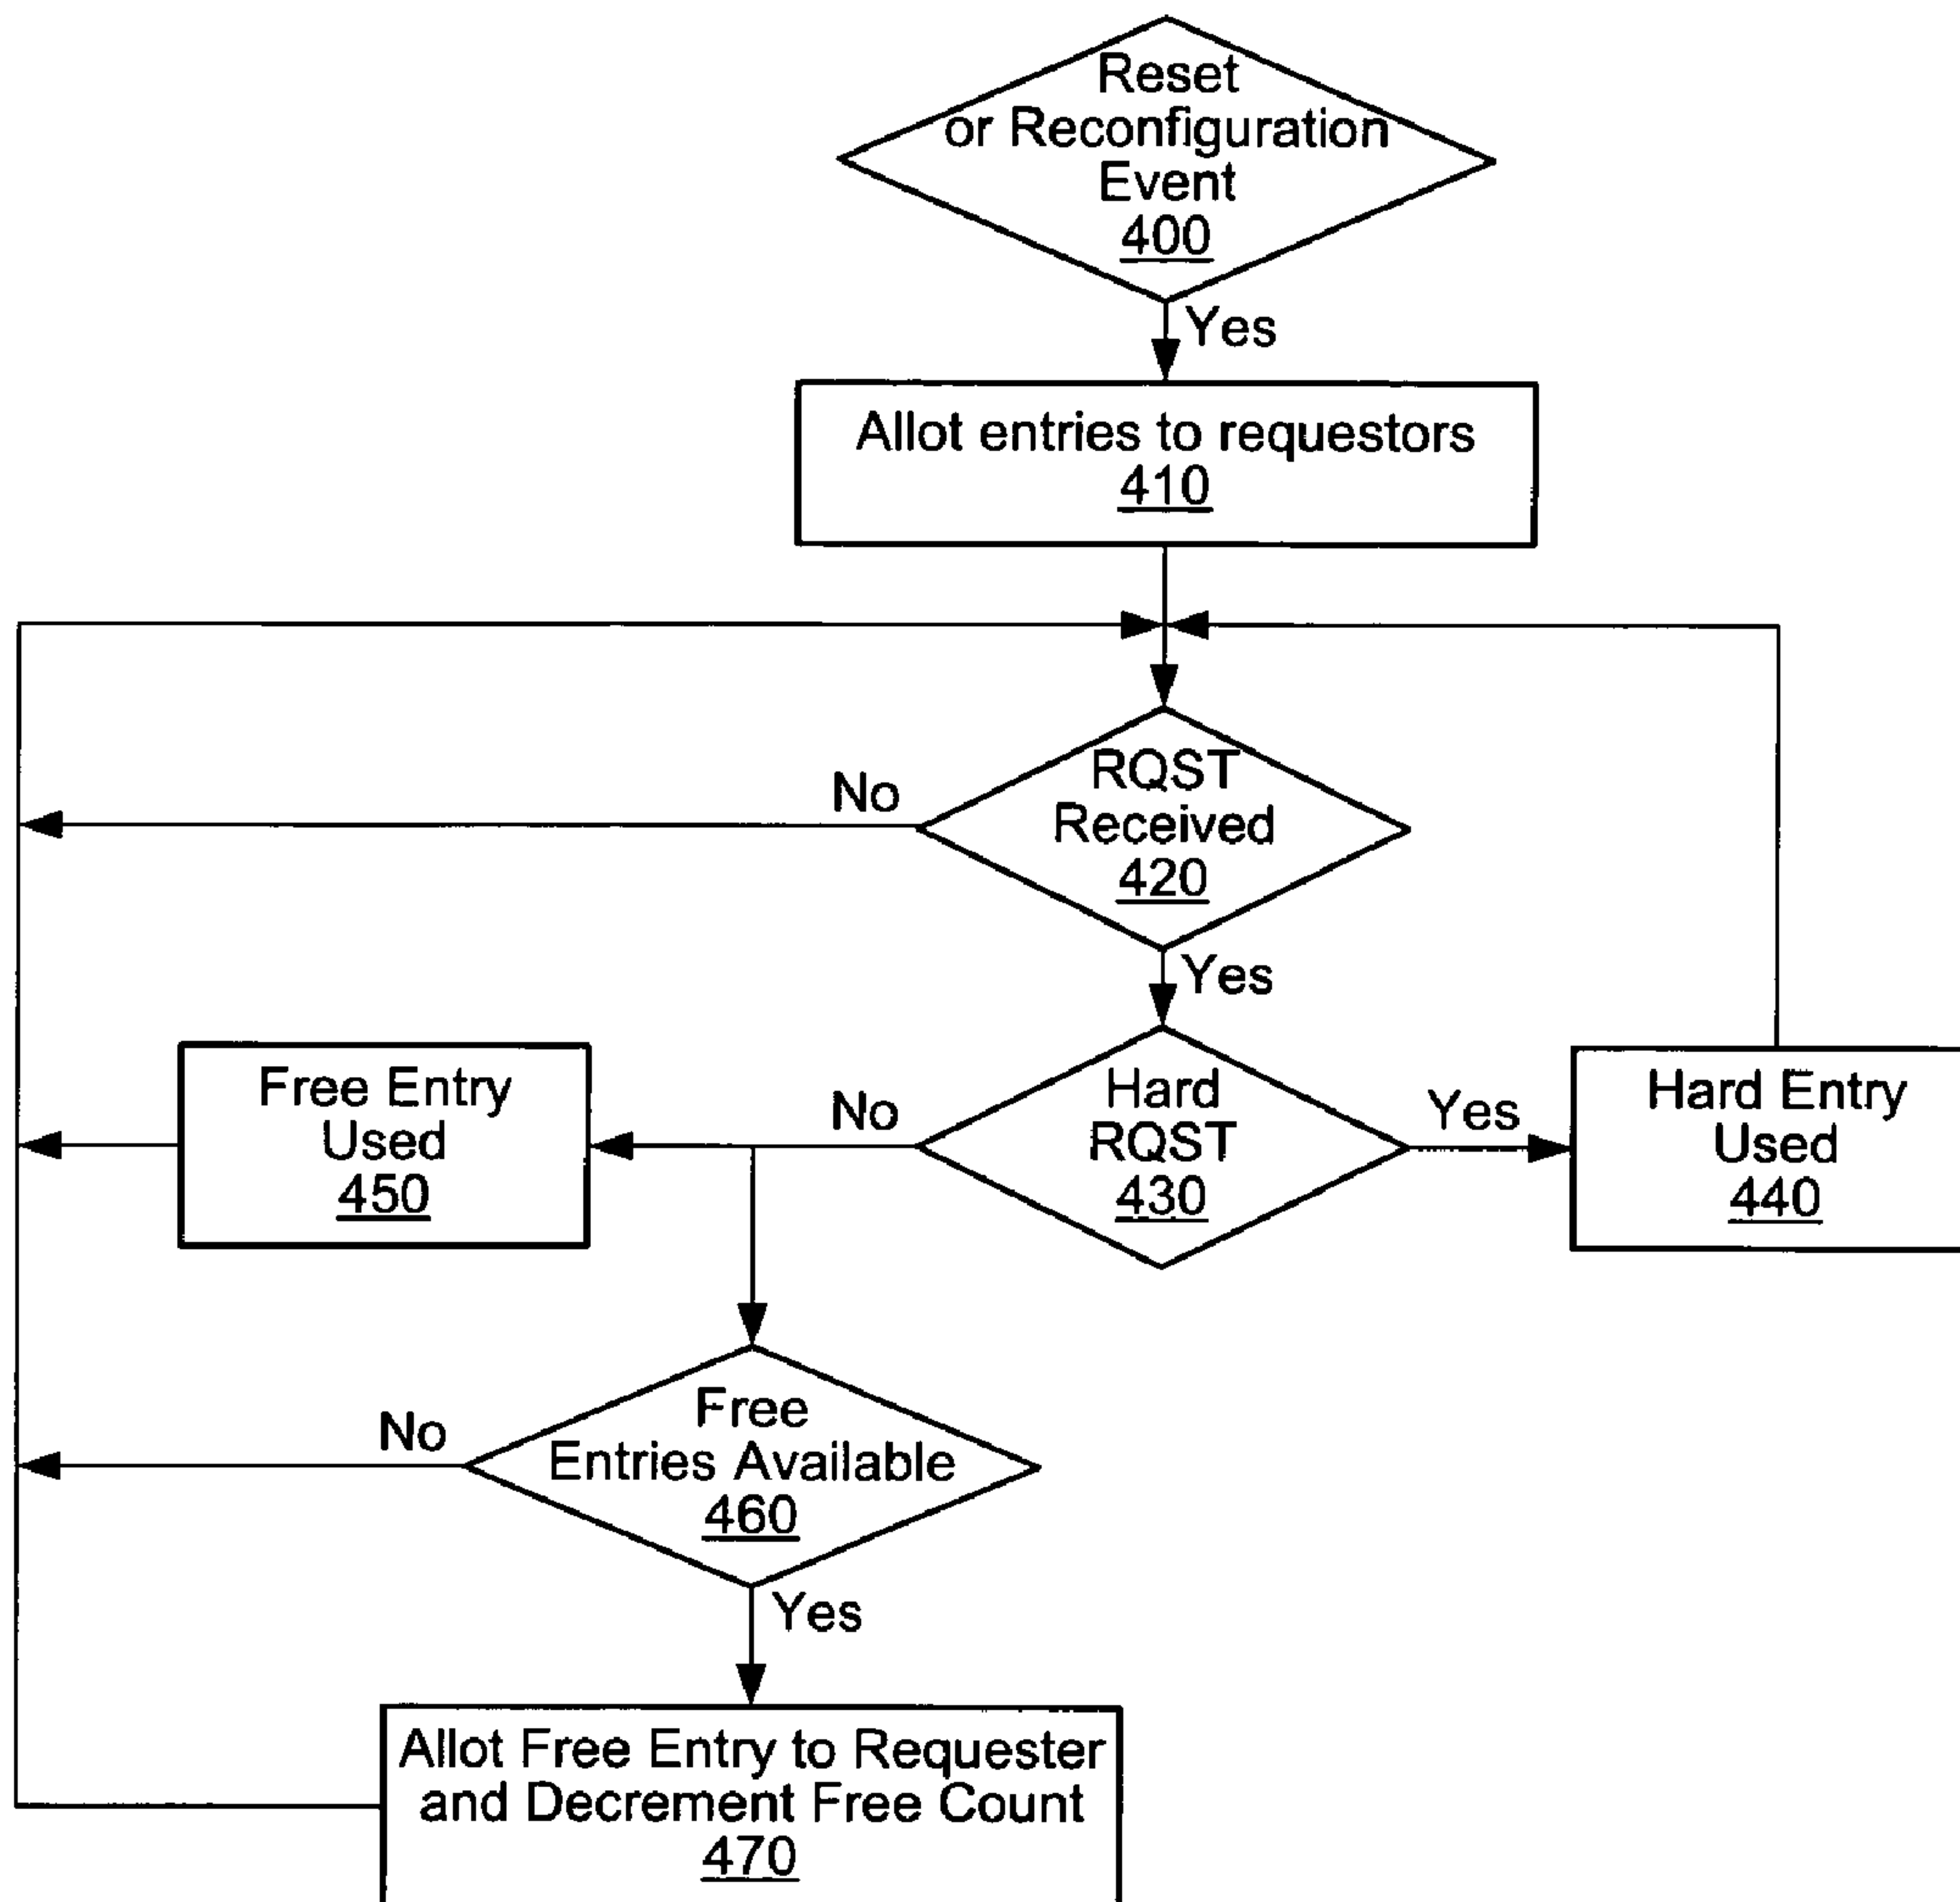 Reset
or Reconfiguration
Event
400
Yes
Allot entries to requestors
410
RQST
Received
420
No
Yes
Hard
RQST
430
No
Yes
Free Entry
Used
450
Hard Entry
Used
440
Free
Entries Available
460
No
Yes
Allot Free Entry to Requester
and Decrement Free Count
470